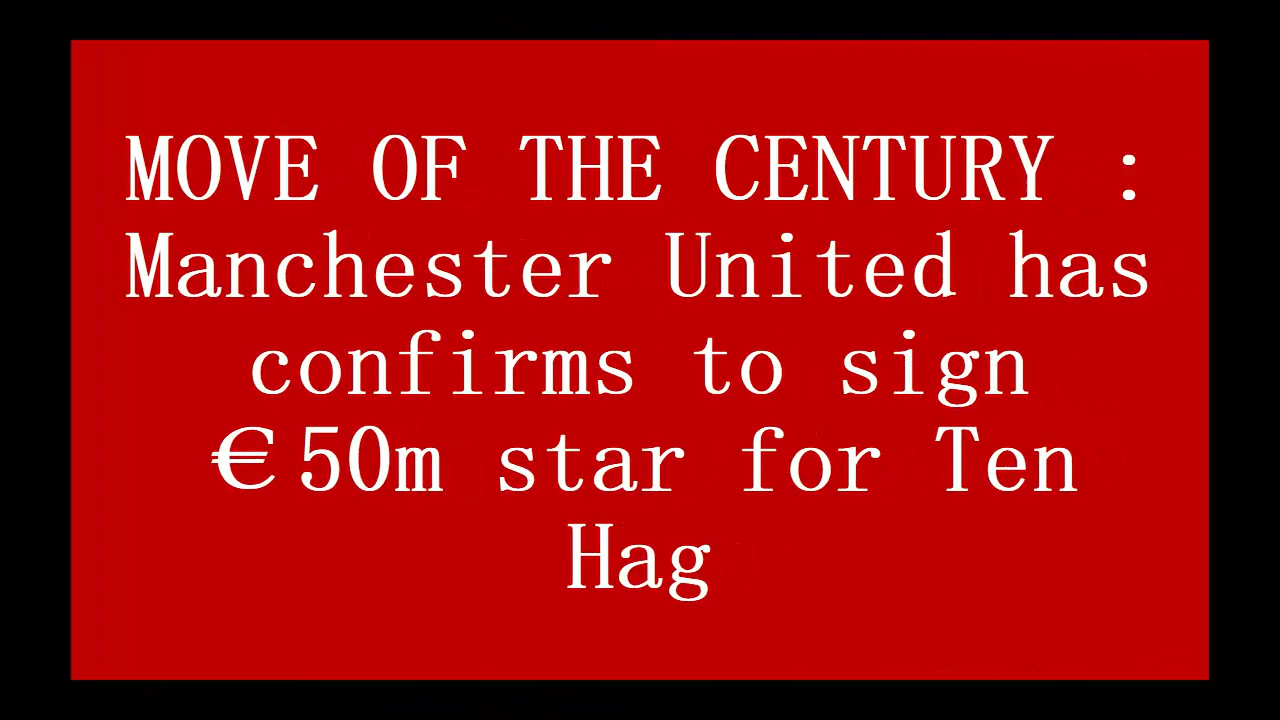 MOVE OF THE CENTURY :
Manchester United has
confirms to sign
€50m star for Ten
Hag